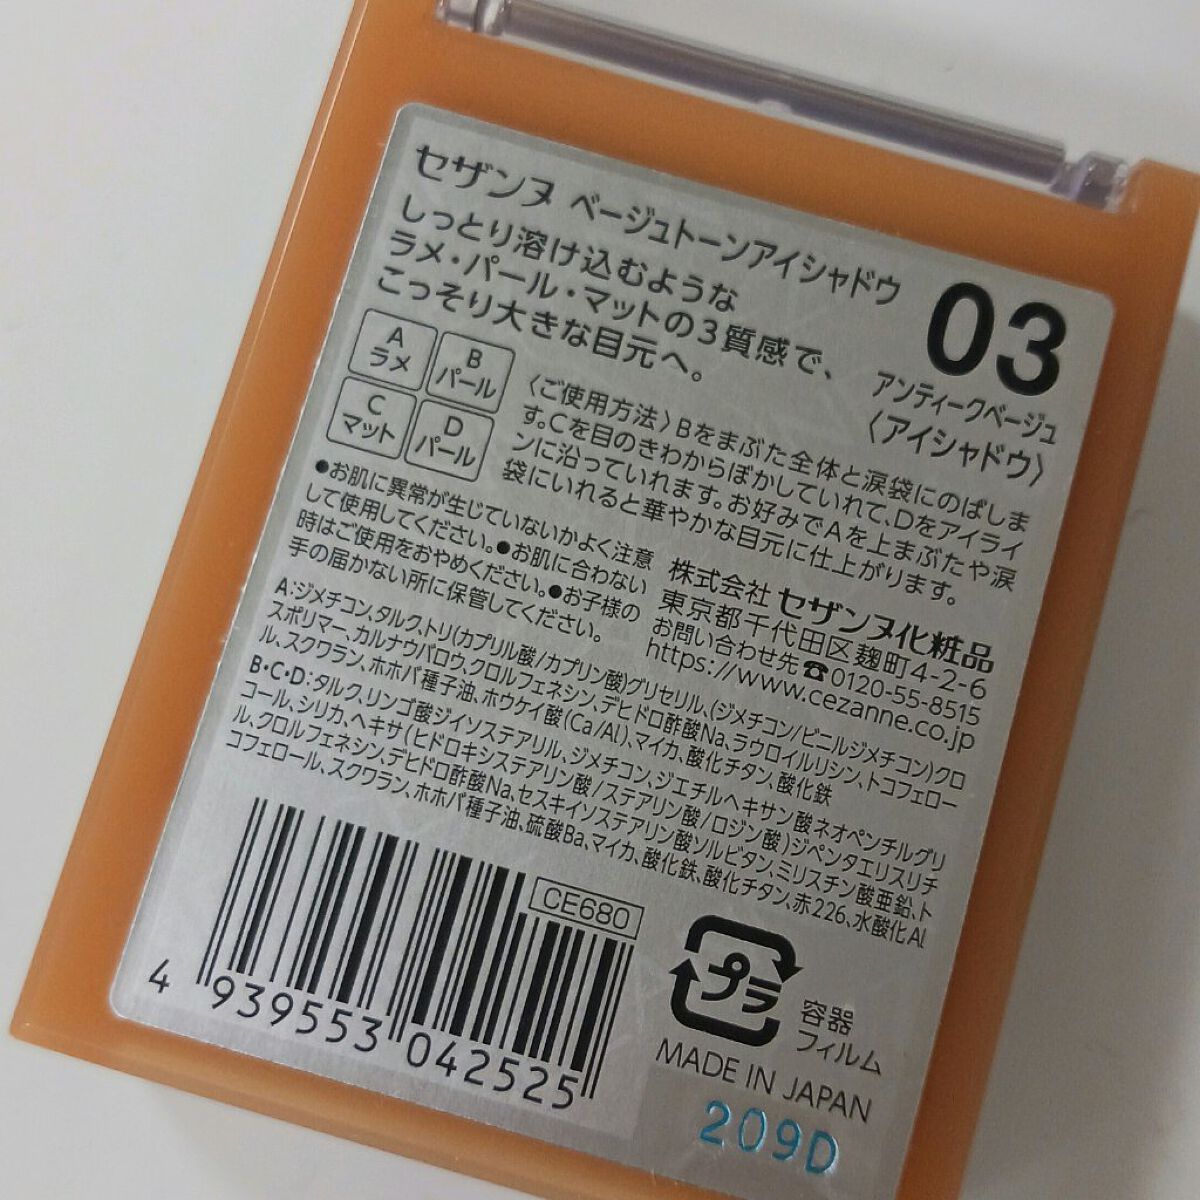 セザンヌ ベージュトーンアイシャドウ
03
アンティークベージュ
〈アイシャドウ〉
しっとり溶け込むような
ラメ・パール・マットの3質感で、
こっそり大きな目元へ。
A
ラメ
B
パール
C
マット
D
パール
〈ご使用方法〉Bをまぶた全体と涙袋にのばしま
す。Cを目のきわからぼかしていれて、Dをアイライ
ンに沿っていれます。お好みでAを上まぶたや涙
袋にいれると華やかな目元に仕上がります。
●お肌に異常が生じていないかよく注意
して使用してください。●お肌に合わない
時はご使用をおやめください。●お子様の
手の届かない所に保管してください。
株式会社 セザンヌ化粧品
東京都千代田区麹町4-2-6
お問い合わせ先☎0120-55-8515
https://www.cezanne.co.jp
A:ジメチコン、タルク、トリ(カプリル酸/カプリン酸)グリセリル、(ジメチコン/ビニルジメチコン)クロ
スポリマー、カルナウバロウ、クロルフェネシン、デヒドロ酢酸Na、ラウロイルリシン、トコフェロー
ル、スクワラン、ホホバ種子油、ホウケイ酸(Ca/Al)、マイカ、酸化チタン、酸化鉄
B・C・D:タルク、リンゴ酸ジイソステアリル、ジメチコン、ジエチルヘキサン酸ネオペンチルグリ
コール、シリカ、ヘキサ(ヒドロキシステアリン酸/ステアリン酸/ロジン酸)ジペンタエリスリチ
ル、クロルフェネシン、デヒドロ酢酸Na、セスキイソステアリン酸ソルビタン、ミリスチン酸亜鉛、ト
コフェロール、スクワラン、ホホバ種子油、硫酸Ba、マイカ、酸化鉄、酸化チタン、赤226、水酸化Al
CE680
4 939553 042525
プラ
容器
フィルム
MADE IN JAPAN
209D